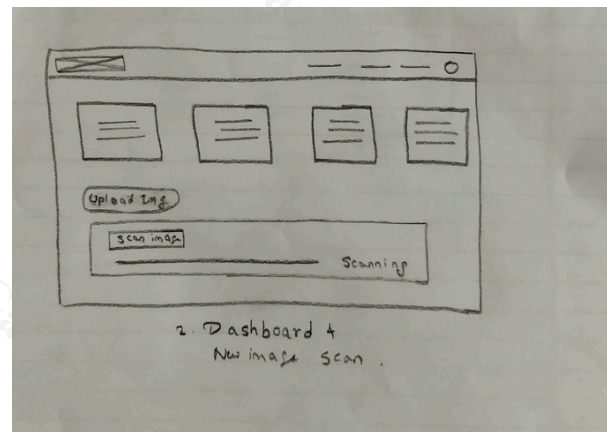 Upload Img
Scan image
Scanning
2. Dashboard &
New image scan.